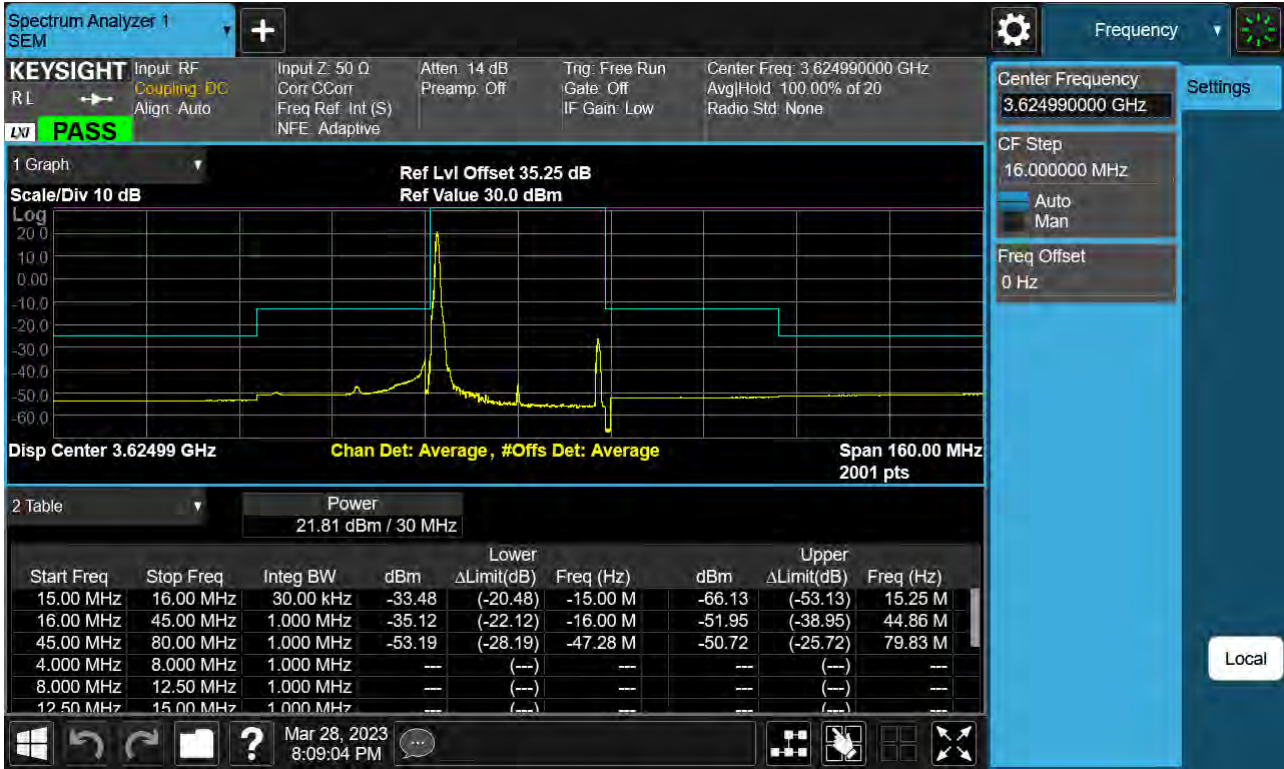 Spectrum Analyzer 1
SEM
Frequency
KEYSIGHT
R L
LXI
PASS
Input: RF
Coupling: DC
Align: Auto
Input Z: 50 Ω
Corr CCorr
Freq Ref: Int (S)
NFE: Adaptive
Atten: 14 dB
Preamp: Off
Trig: Free Run
Gate: Off
IF Gain: Low
Center Freq: 3.624990000 GHz
Avg|Hold: 100.00% of 20
Radio Std: None
Center Frequency
3.624990000 GHz
Settings
CF Step
16.000000 MHz
Auto
Man
Freq Offset
0 Hz
Local
1 Graph
Scale/Div 10 dB
Ref Lvl Offset 35.25 dB
Ref Value 30.0 dBm
Log
20.0
10.0
0.00
-10.0
-20.0
-30.0
-40.0
-50.0
-60.0
Disp Center 3.62499 GHz
Chan Det: Average , #Offs Det: Average
Span 160.00 MHz
2001 pts
2 Table
Power
21.81 dBm / 30 MHz
Lower Upper
Start Freq Stop Freq Integ BW dBm ΔLimit(dB) Freq (Hz) dBm ΔLimit(dB) Freq (Hz)
15.00 MHz 16.00 MHz 30.00 kHz -33.48 (-20.48) -15.00 M -66.13 (-53.13) 15.25 M
16.00 MHz 45.00 MHz 1.000 MHz -35.12 (-22.12) -16.00 M -51.95 (-38.95) 44.86 M
45.00 MHz 80.00 MHz 1.000 MHz -53.19 (-28.19) -47.28 M -50.72 (-25.72) 79.83 M
4.000 MHz 8.000 MHz 1.000 MHz --- (---) --- --- (---) ---
8.000 MHz 12.50 MHz 1.000 MHz --- (---) --- --- (---) ---
12.50 MHz 15.00 MHz 1.000 MHz --- (---) --- --- (---) ---
Mar 28, 2023
8:09:04 PM